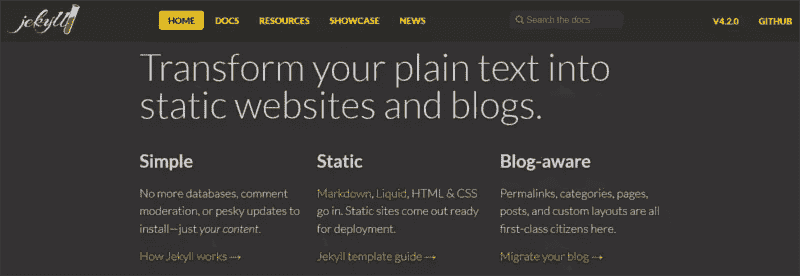 jekyll
HOME DOCS RESOURCES SHOWCASE NEWS Search the docs V4.2.0 GITHUB
Transform your plain text into
static websites and blogs.
Simple
No more databases, comment
moderation, or pesky updates to
install—just your content.
How Jekyll works ⤍
Static
Markdown, Liquid, HTML & CSS
go in. Static sites come out ready
for deployment.
Jekyll template guide ⤍
Blog-aware
Permalinks, categories, pages,
posts, and custom layouts are all
first-class citizens here.
Migrate your blog ⤍